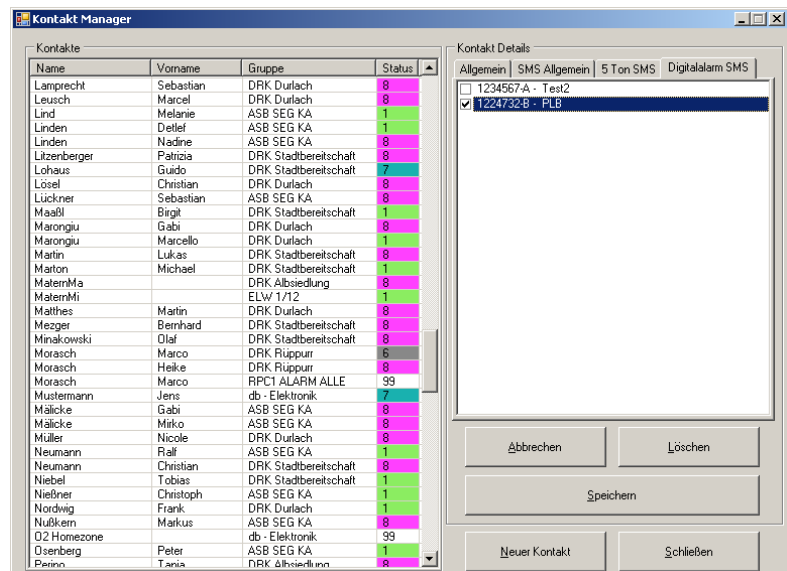 Kontakt Manager
Kontakte
Name Vorname Gruppe Status
Lamprecht Sebastian DRK Durlach 8
Leusch Marcel DRK Durlach 8
Lind Melanie ASB SEG KA 1
Linden Detlef ASB SEG KA 1
Linden Nadine ASB SEG KA 8
Litzenberger Patrizia DRK Stadtbereitschaft 8
Lohaus Guido DRK Stadtbereitschaft 7
Lösel Christian DRK Durlach 8
Lückner Sebastian ASB SEG KA 8
Maaßl Birgit DRK Stadtbereitschaft 1
Marongiu Gabi DRK Durlach 8
Marongiu Marcello DRK Durlach 1
Martin Lukas DRK Stadtbereitschaft 8
Marton Michael DRK Stadtbereitschaft 1
MaternMa DRK Albsiedlung 8
MaternMi ELW 1/12 1
Matthes Martin DRK Durlach 8
Mezger Bernhard DRK Stadtbereitschaft 8
Minakowski Olaf DRK Stadtbereitschaft 8
Morasch Marco DRK Rüppurr 6
Morasch Heike DRK Rüppurr 8
Morasch Marco RPC1 ALARM ALLE 99
Mustermann Jens db - Elektronik 7
Mälicke Gabi ASB SEG KA 8
Mälicke Mirko ASB SEG KA 8
Müller Nicole DRK Durlach 8
Neumann Ralf ASB SEG KA 1
Neumann Christian DRK Stadtbereitschaft 8
Niebel Tobias DRK Stadtbereitschaft 1
Nießner Christoph ASB SEG KA 1
Nordwig Frank DRK Durlach 1
Nußkern Markus ASB SEG KA 8
O2 Homezone db - Elektronik 99
Osenberg Peter ASB SEG KA 1
Perino Tanja DRK Albsiedlung 8
Kontakt Details
Allgemein SMS Allgemein 5 Ton SMS Digitalalarm SMS
1234567-A - Test2
1224732-B - PLB
Abbrechen Löschen
Speichern
Neuer Kontakt Schließen